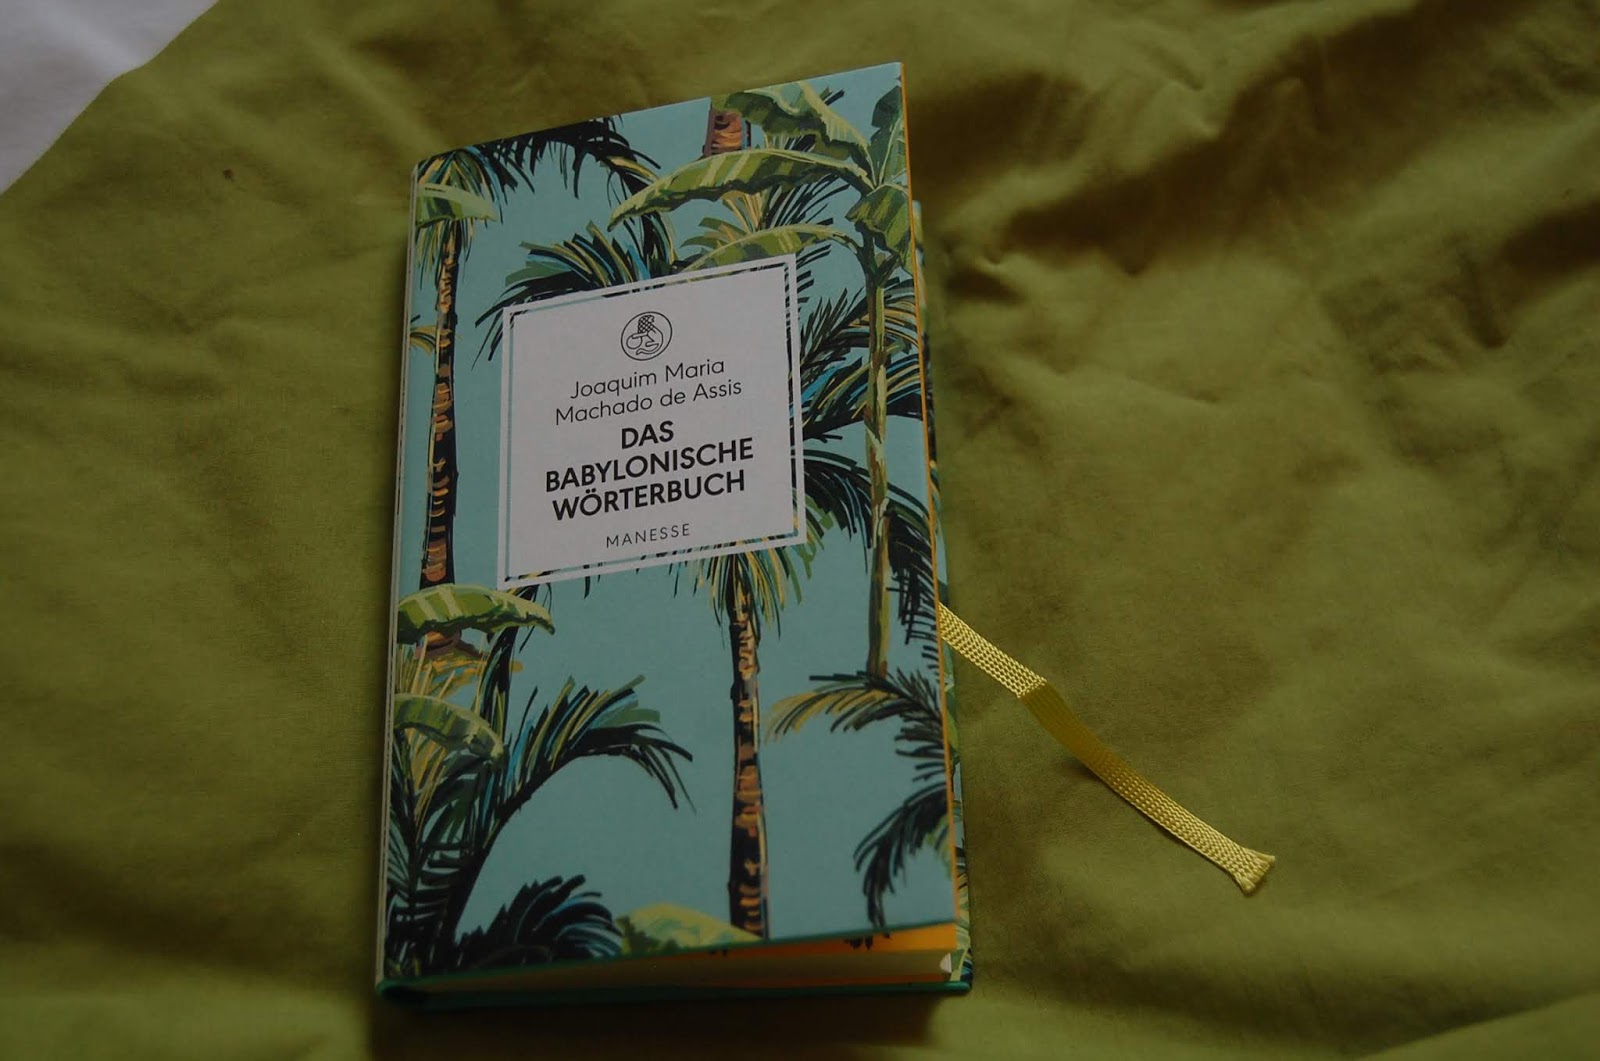 Joaquim Maria
Machado de Assis
DAS
BABYLONISCHE
WÖRTERBUCH
MANESSE